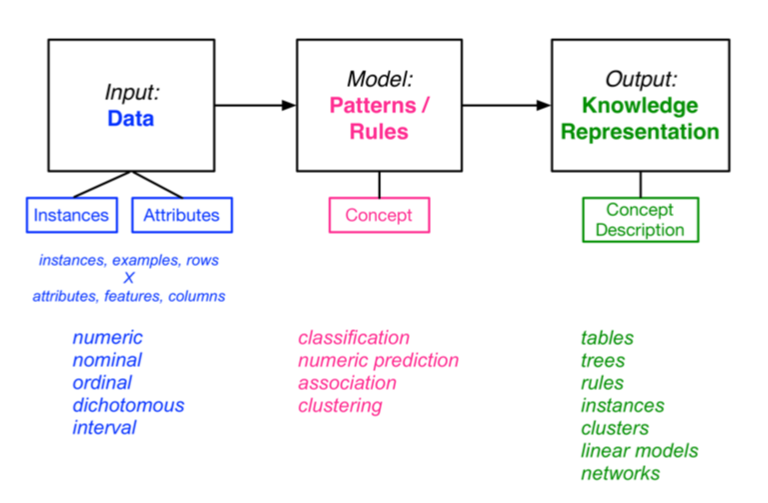 Input:
Data
Model:
Patterns /
Rules
Output:
Knowledge
Representation
Instances
Attributes
Concept
Concept
Description
instances, examples, rows
X
attributes, features, columns
numeric
nominal
ordinal
dichotomous
interval
classification
numeric prediction
association
clustering
tables
trees
rules
instances
clusters
linear models
networks